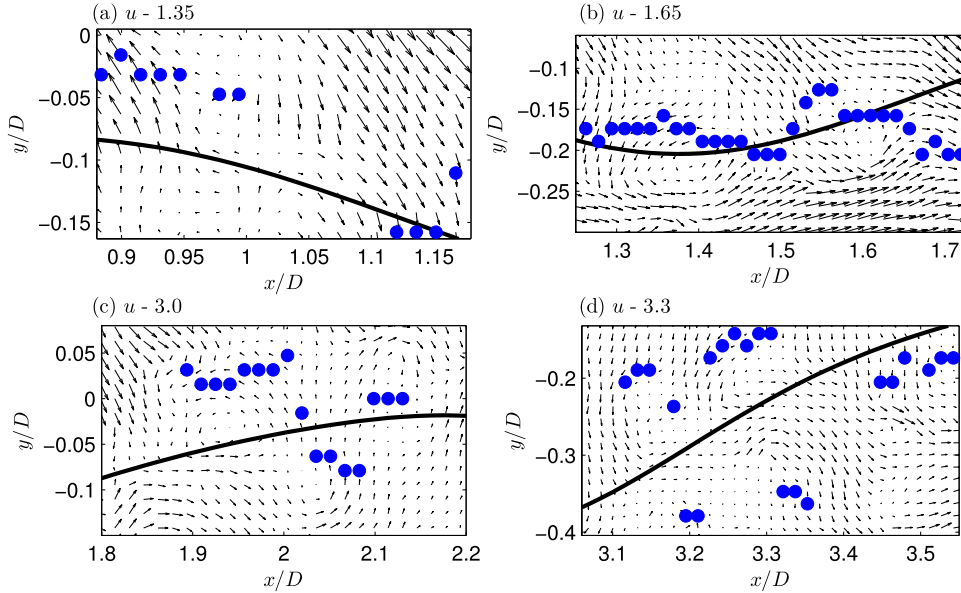 (a) u - 1.35
0
−0.05
−0.1
−0.15
y/D
0.9 0.95 1 1.05 1.1 1.15
x/D
(b) u - 1.65
−0.1
−0.15
−0.2
−0.25
y/D
1.3 1.4 1.5 1.6 1.7
x/D
(c) u - 3.0
0.05
0
−0.05
−0.1
y/D
1.8 1.9 2 2.1 2.2
x/D
(d) u - 3.3
−0.2
−0.3
−0.4
y/D
3.1 3.2 3.3 3.4 3.5
x/D